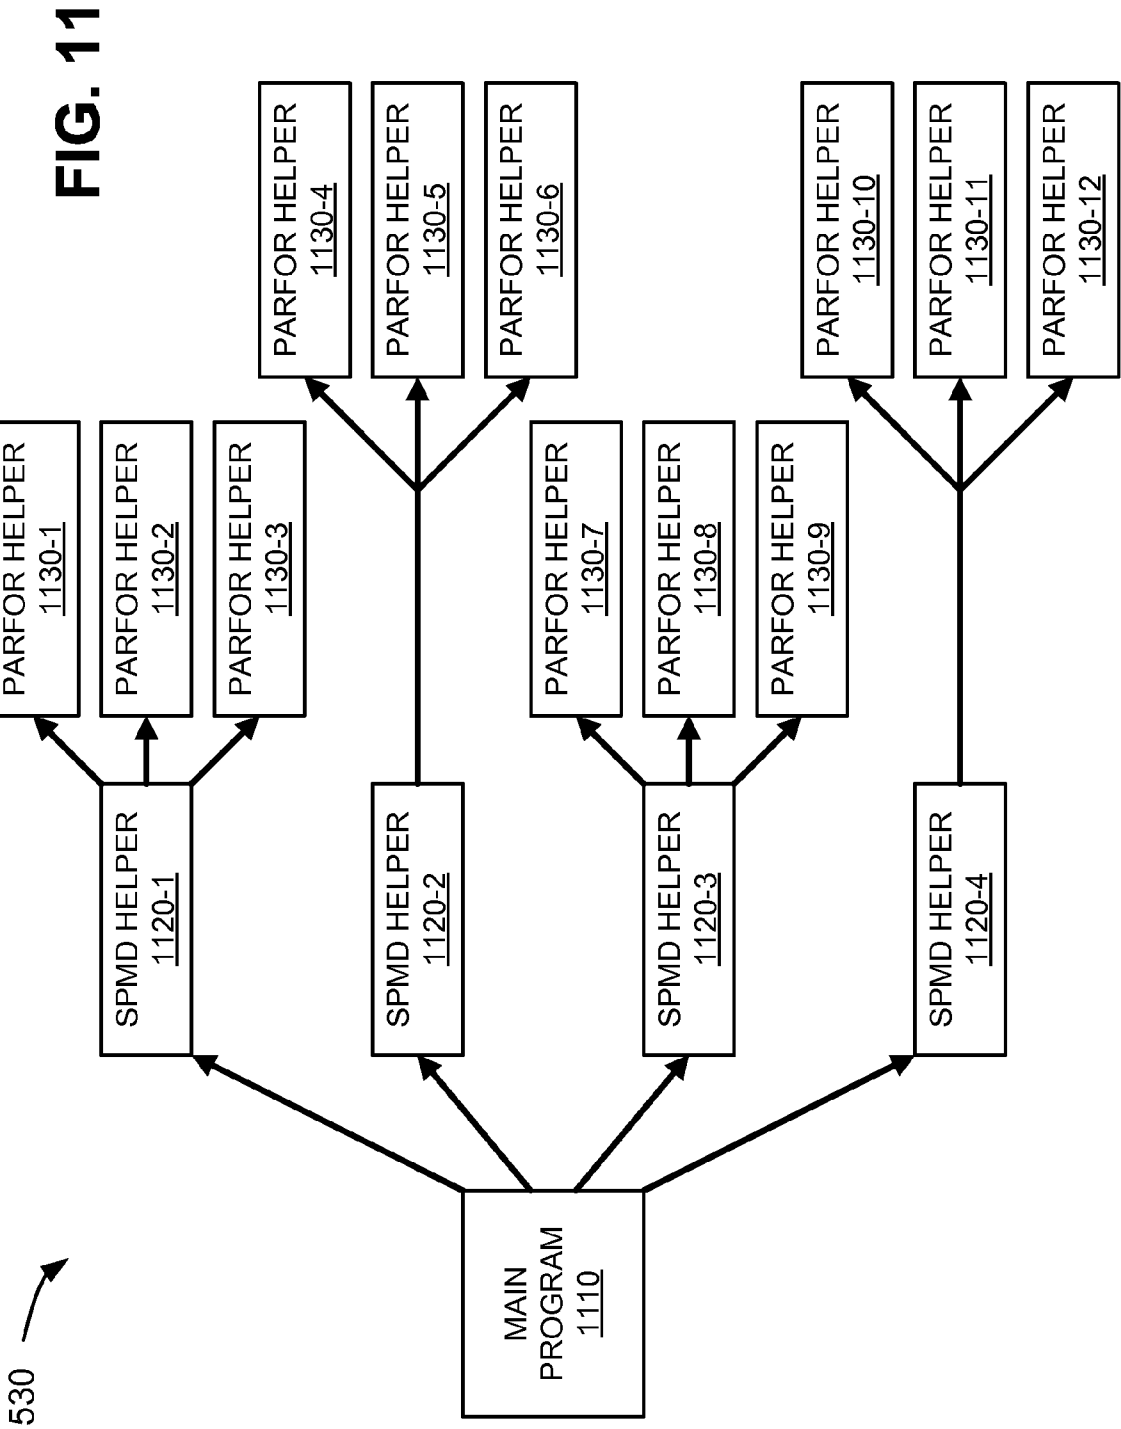 FIG. 11
530
MAIN
PROGRAM
1110
SPMD HELPER
1120-1
SPMD HELPER
1120-2
SPMD HELPER
1120-3
SPMD HELPER
1120-4
PARFOR HELPER
1130-1
PARFOR HELPER
1130-2
PARFOR HELPER
1130-3
PARFOR HELPER
1130-4
PARFOR HELPER
1130-5
PARFOR HELPER
1130-6
PARFOR HELPER
1130-7
PARFOR HELPER
1130-8
PARFOR HELPER
1130-9
PARFOR HELPER
1130-10
PARFOR HELPER
1130-11
PARFOR HELPER
1130-12